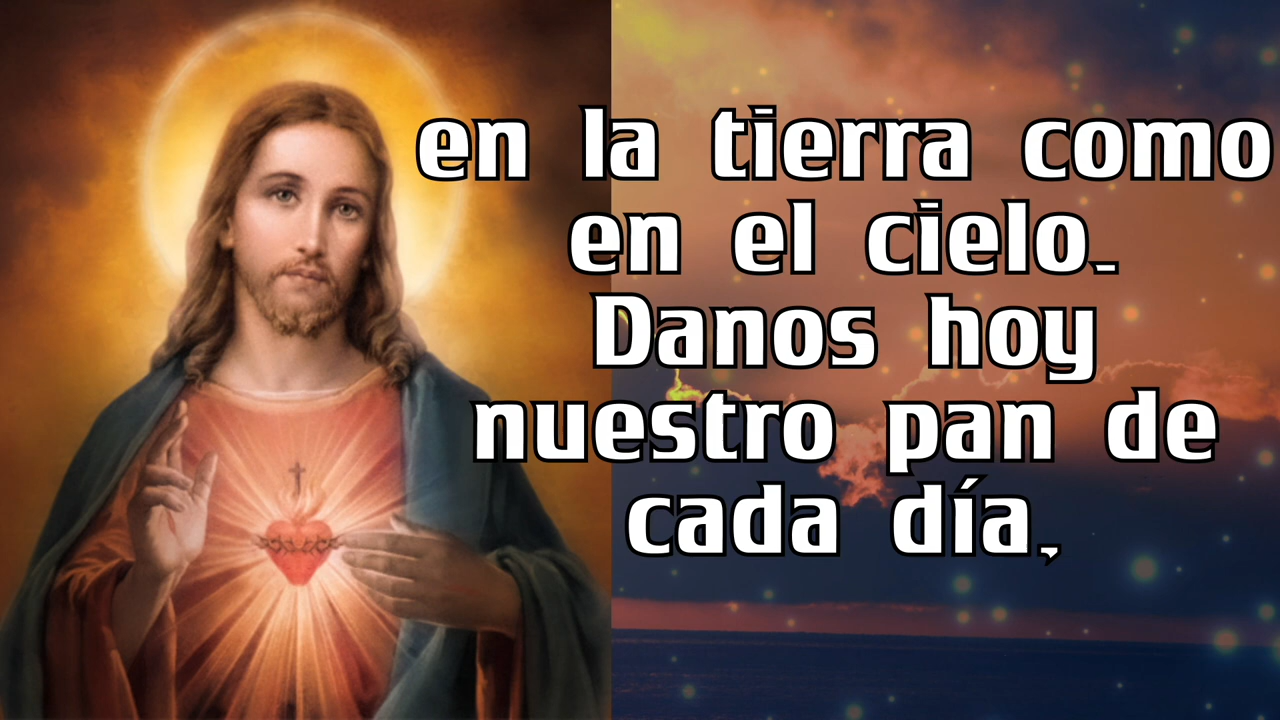 en la tierra como
en el cielo.
Danos hoy
nuestro pan de
cada día,